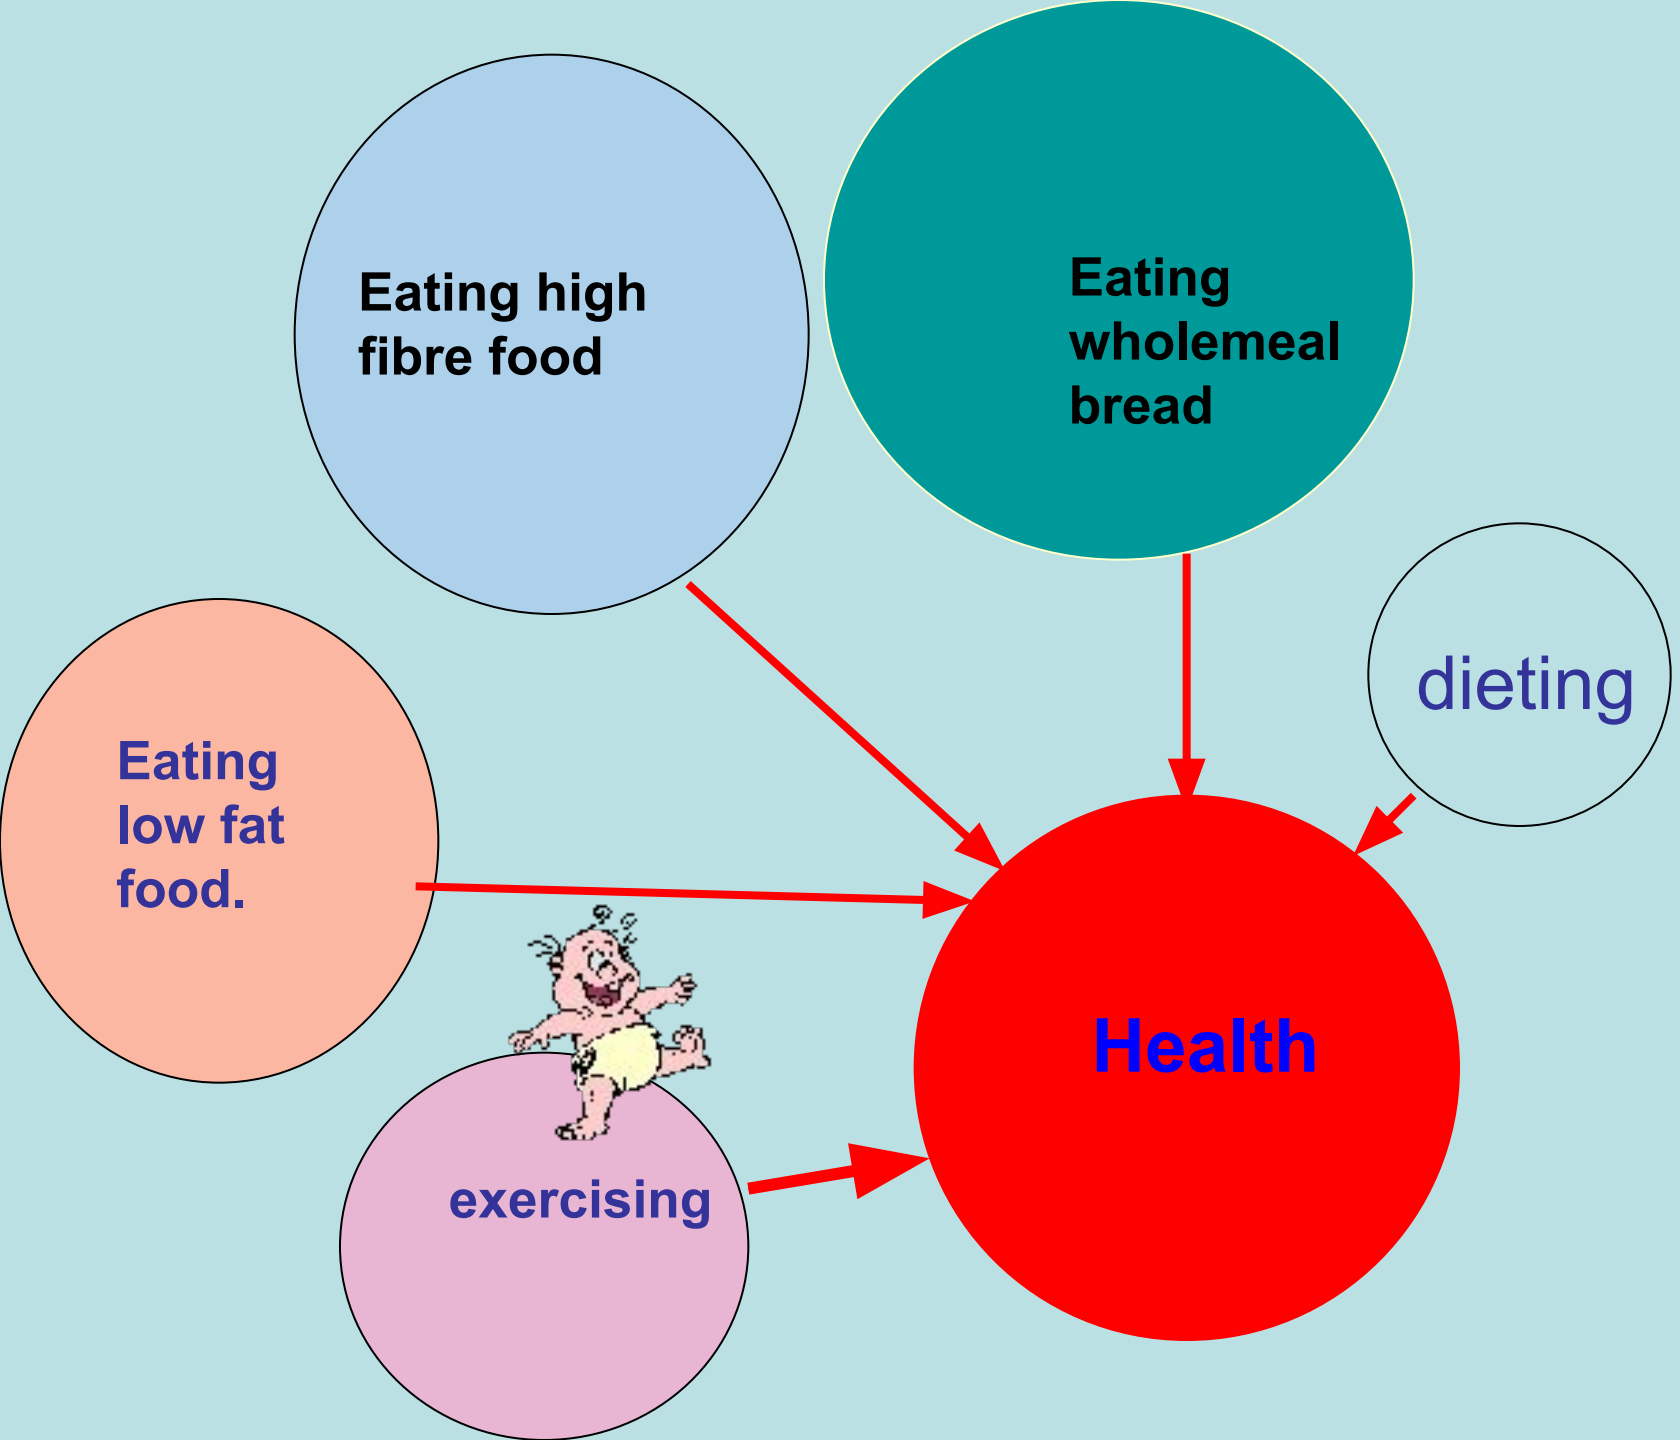 Eating high
fibre food
Eating
wholemeal
bread
dieting
Eating
low fat
food.
Health
exercising